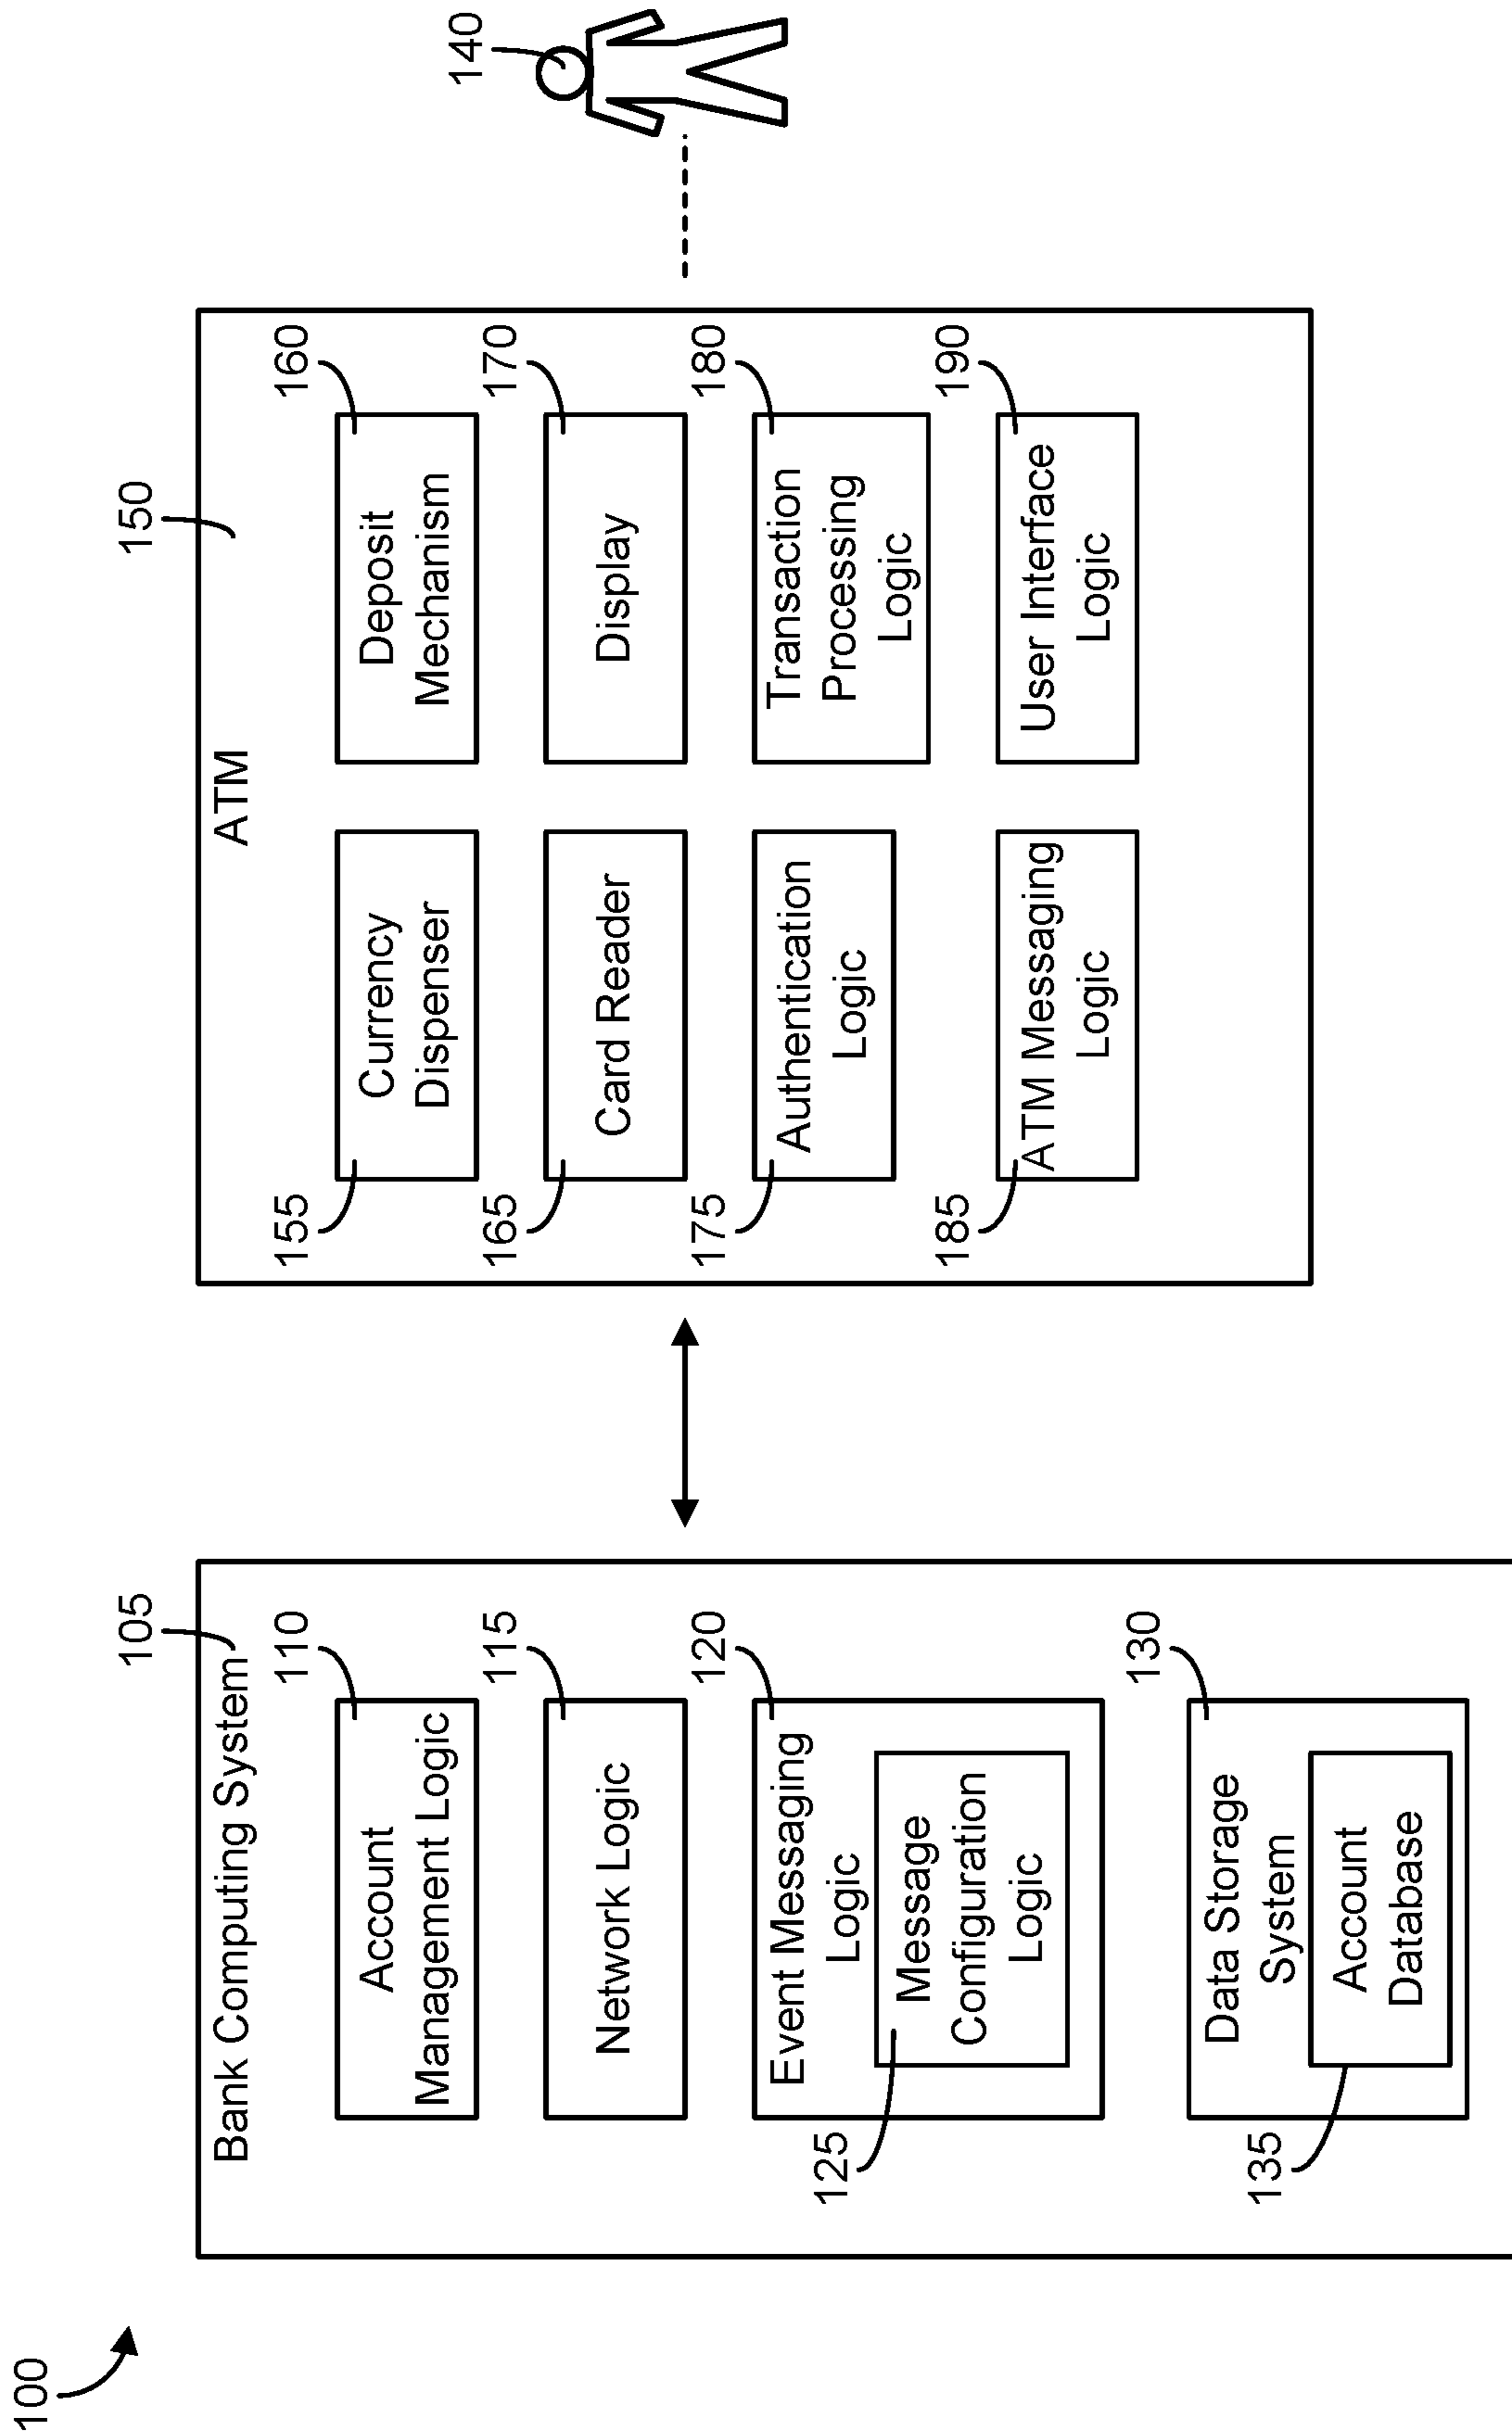 100
Bank Computing System
105
110
Account
Management Logic
115
Network Logic
120
Event Messaging
Logic
125
Message
Configuration
Logic
130
Data Storage
System
135
Account
Database
150
ATM
155
Currency
Dispenser
160
Deposit
Mechanism
165
Card Reader
170
Display
175
Authentication
Logic
180
Transaction
Processing
Logic
185
ATM Messaging
Logic
190
User Interface
Logic
140